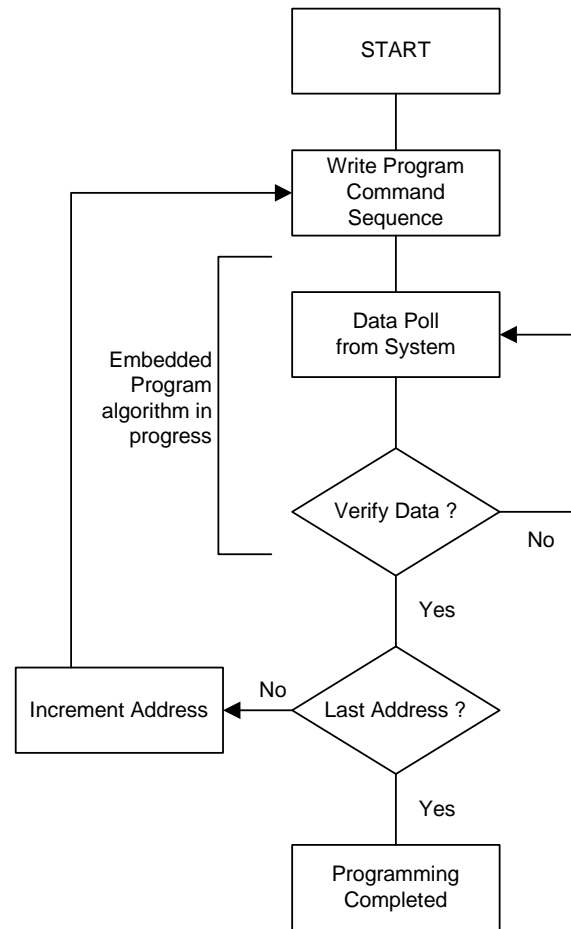 START
Write Program
Command
Sequence
Data Poll
from System
Embedded
Program
algorithm in
progress
Verify Data ?
No
Yes
Increment Address
No
Last Address ?
Yes
Programming
Completed